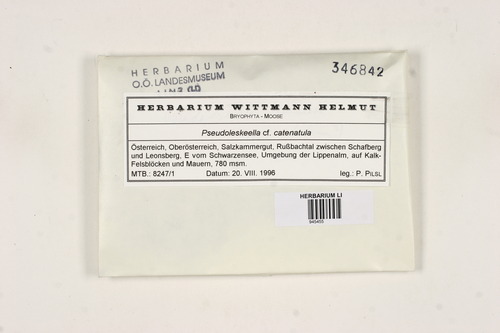 HERBARIUM
O.Ö. LANDESMUSEUM
346842
HERBARIUM WITTMANN HELMUT
BRYOPHYTA - MOOSE
Pseudoleskeella cf. catenatula
Österreich, Oberösterreich, Salzkammergut, Rußbachtal zwischen Schafberg
und Leonsberg, E vom Schwarzensee, Umgebung der Lippenalm, auf Kalk-
Felsblöcken und Mauern, 780 msm.
MTB.: 8247/1 Datum: 20. VIII. 1996 leg.: P. PILSL
HERBARIUM LI
945455